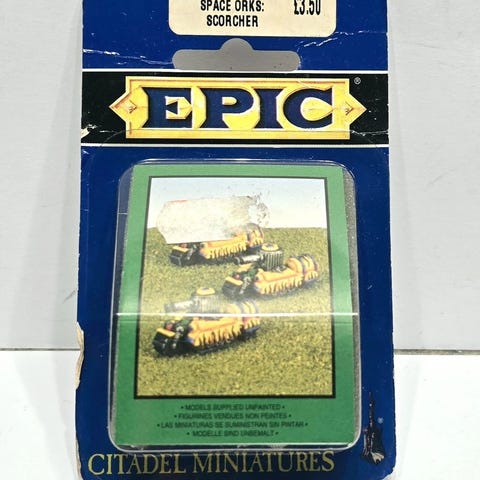 SPACE ORKS: £3.50
SCORCHER
EPIC®
• MODELS SUPPLIED UNPAINTED •
• FIGURINES VENDUES NON PEINTES •
• LAS MINIATURAS SE SUMINISTRAN SIN PINTAR •
• MODELLE SIND UNBEMALT •
CITADEL MINIATURES